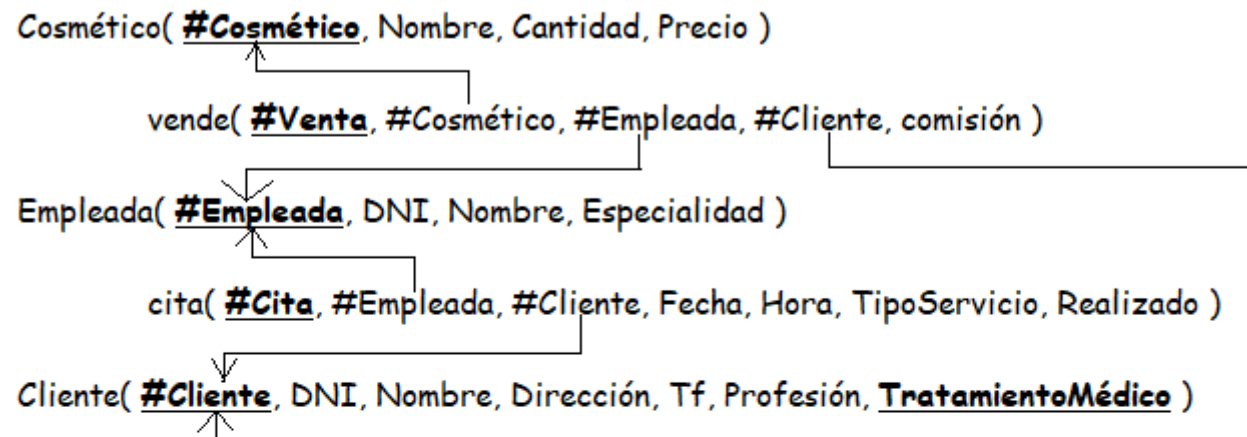 Cosmético( #Cosmético, Nombre, Cantidad, Precio )
vende( #Venta, #Cosmético, #Empleada, #Cliente, comisión )
Empleada( #Empleada, DNI, Nombre, Especialidad )
cita( #Cita, #Empleada, #Cliente, Fecha, Hora, TipoServicio, Realizado )
Cliente( #Cliente, DNI, Nombre, Dirección, Tf, Profesión, TratamientoMédico )